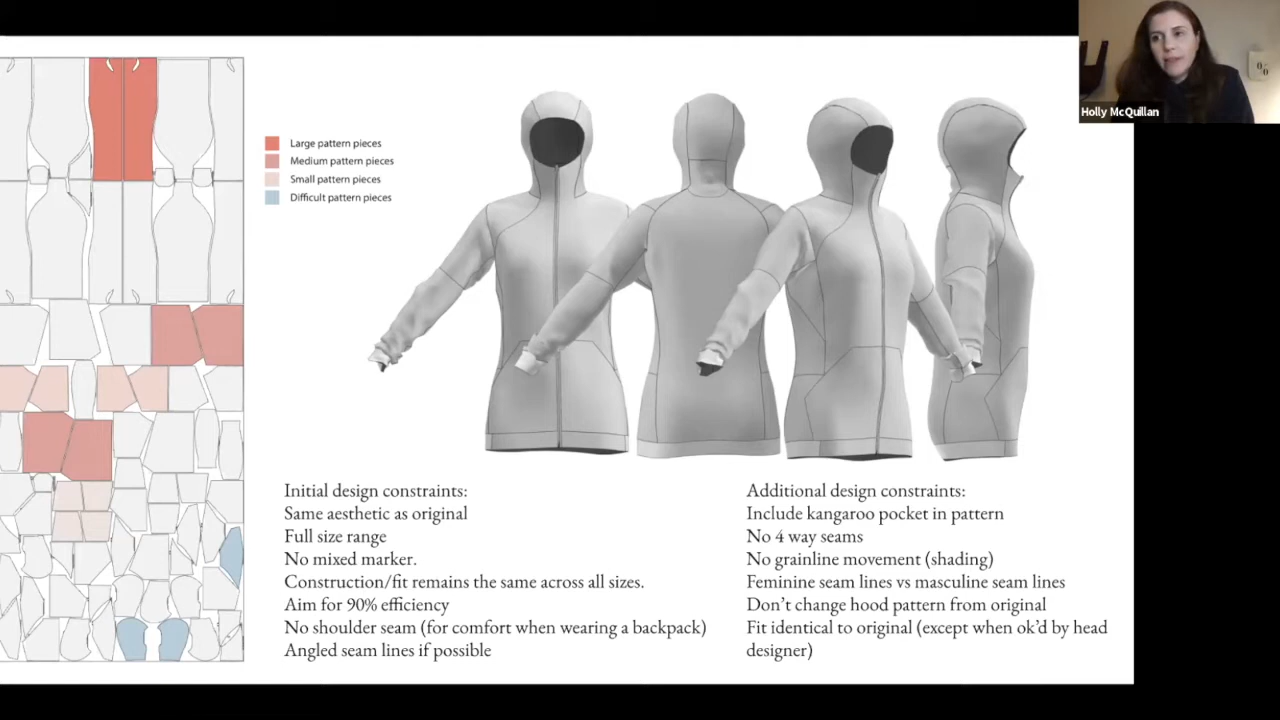 Holly McQuillan
Large pattern pieces
Medium pattern pieces
Small pattern pieces
Difficult pattern pieces
Initial design constraints:
Same aesthetic as original
Full size range
No mixed marker.
Construction/fit remains the same across all sizes.
Aim for 90% efficiency
No shoulder seam (for comfort when wearing a backpack)
Angled seam lines if possible
Additional design constraints:
Include kangaroo pocket in pattern
No 4 way seams
No grainline movement (shading)
Feminine seam lines vs masculine seam lines
Don’t change hood pattern from original
Fit identical to original (except when ok’d by head
designer)